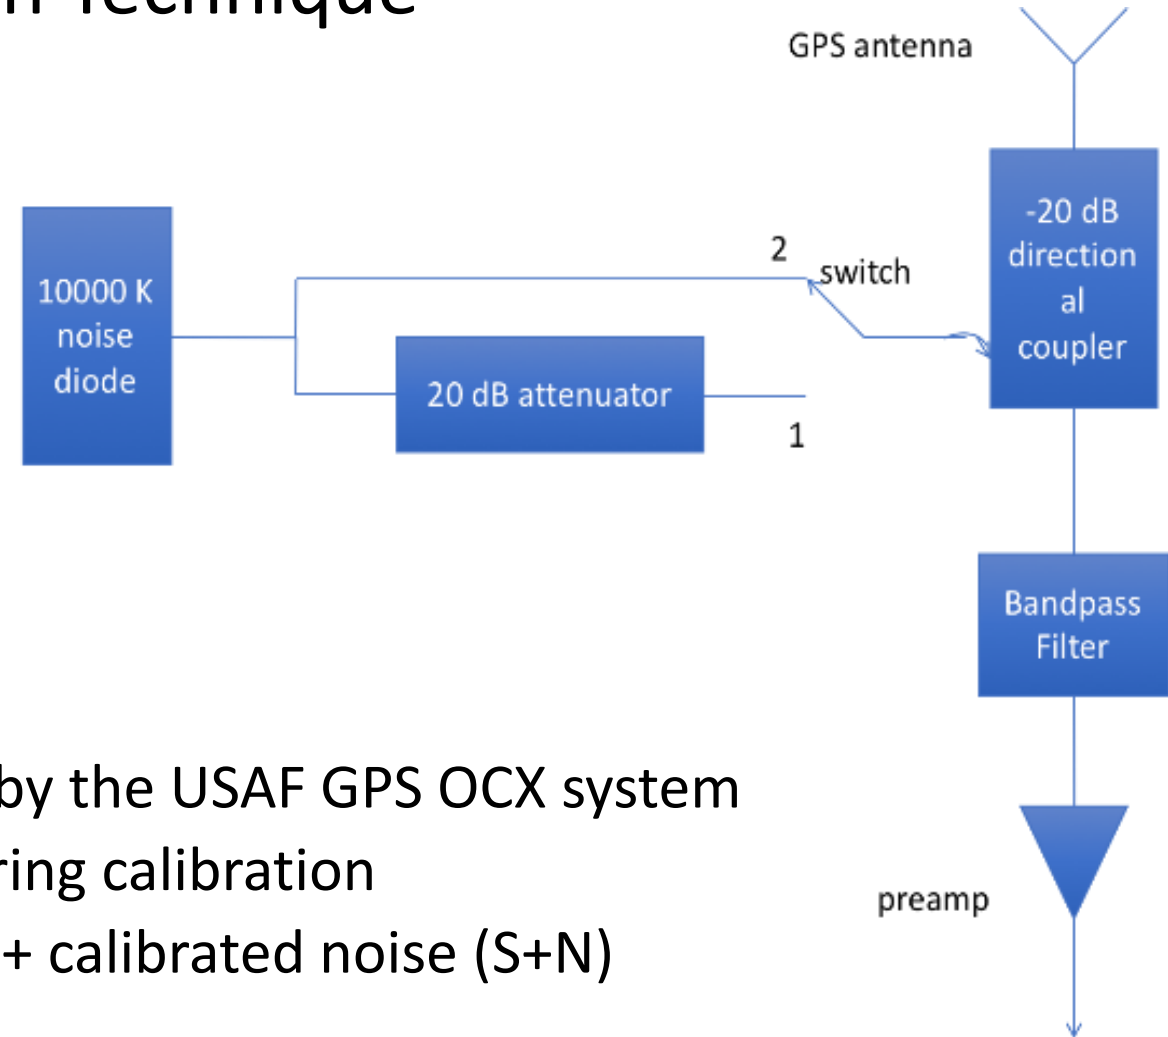 Technique
GPS antenna
-20 dB
direction
al
coupler
2
switch
10000 K
noise
diode
20 dB attenuator
1
Bandpass
Filter
by the USAF GPS OCX system
ring calibration
preamp
+ calibrated noise (S+N)